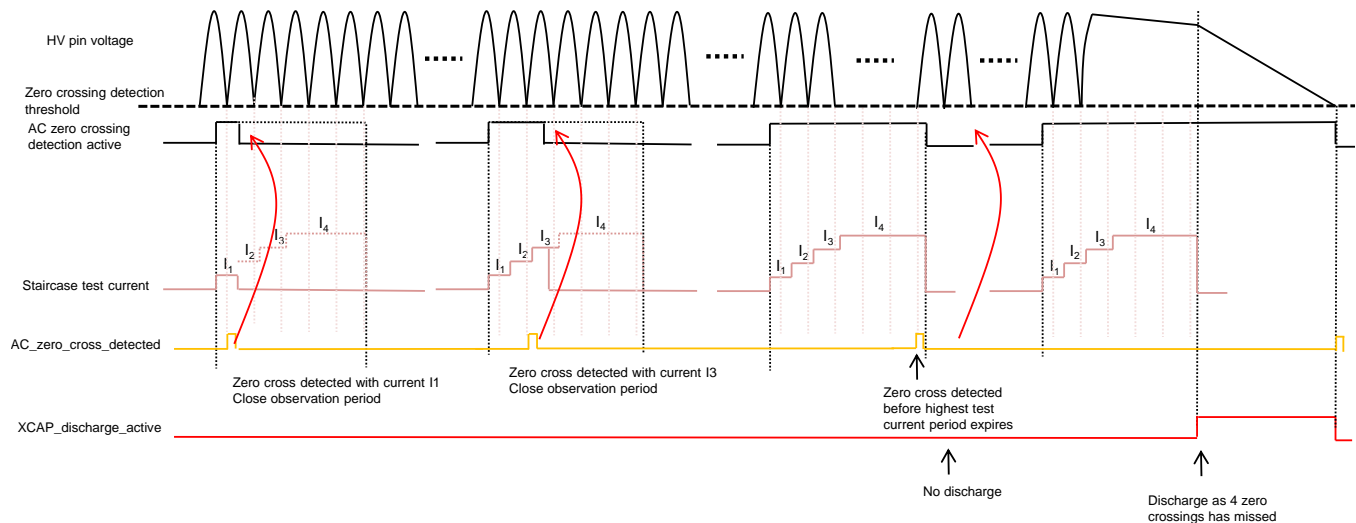 HV pin voltage
Zero crossing detection
threshold
AC zero crossing
detection active
I1
I2
I3
I4
I1
I2
I3
I4
I1
I2
I3
I4
I1
I2
I3
I4
Staircase test current
AC_zero_cross_detected
Zero cross detected with current I1
Close observation period
Zero cross detected with current I3
Close observation period
Zero cross detected
before highest test
current period expires
XCAP_discharge_active
No discharge
Discharge as 4 zero
crossings has missed